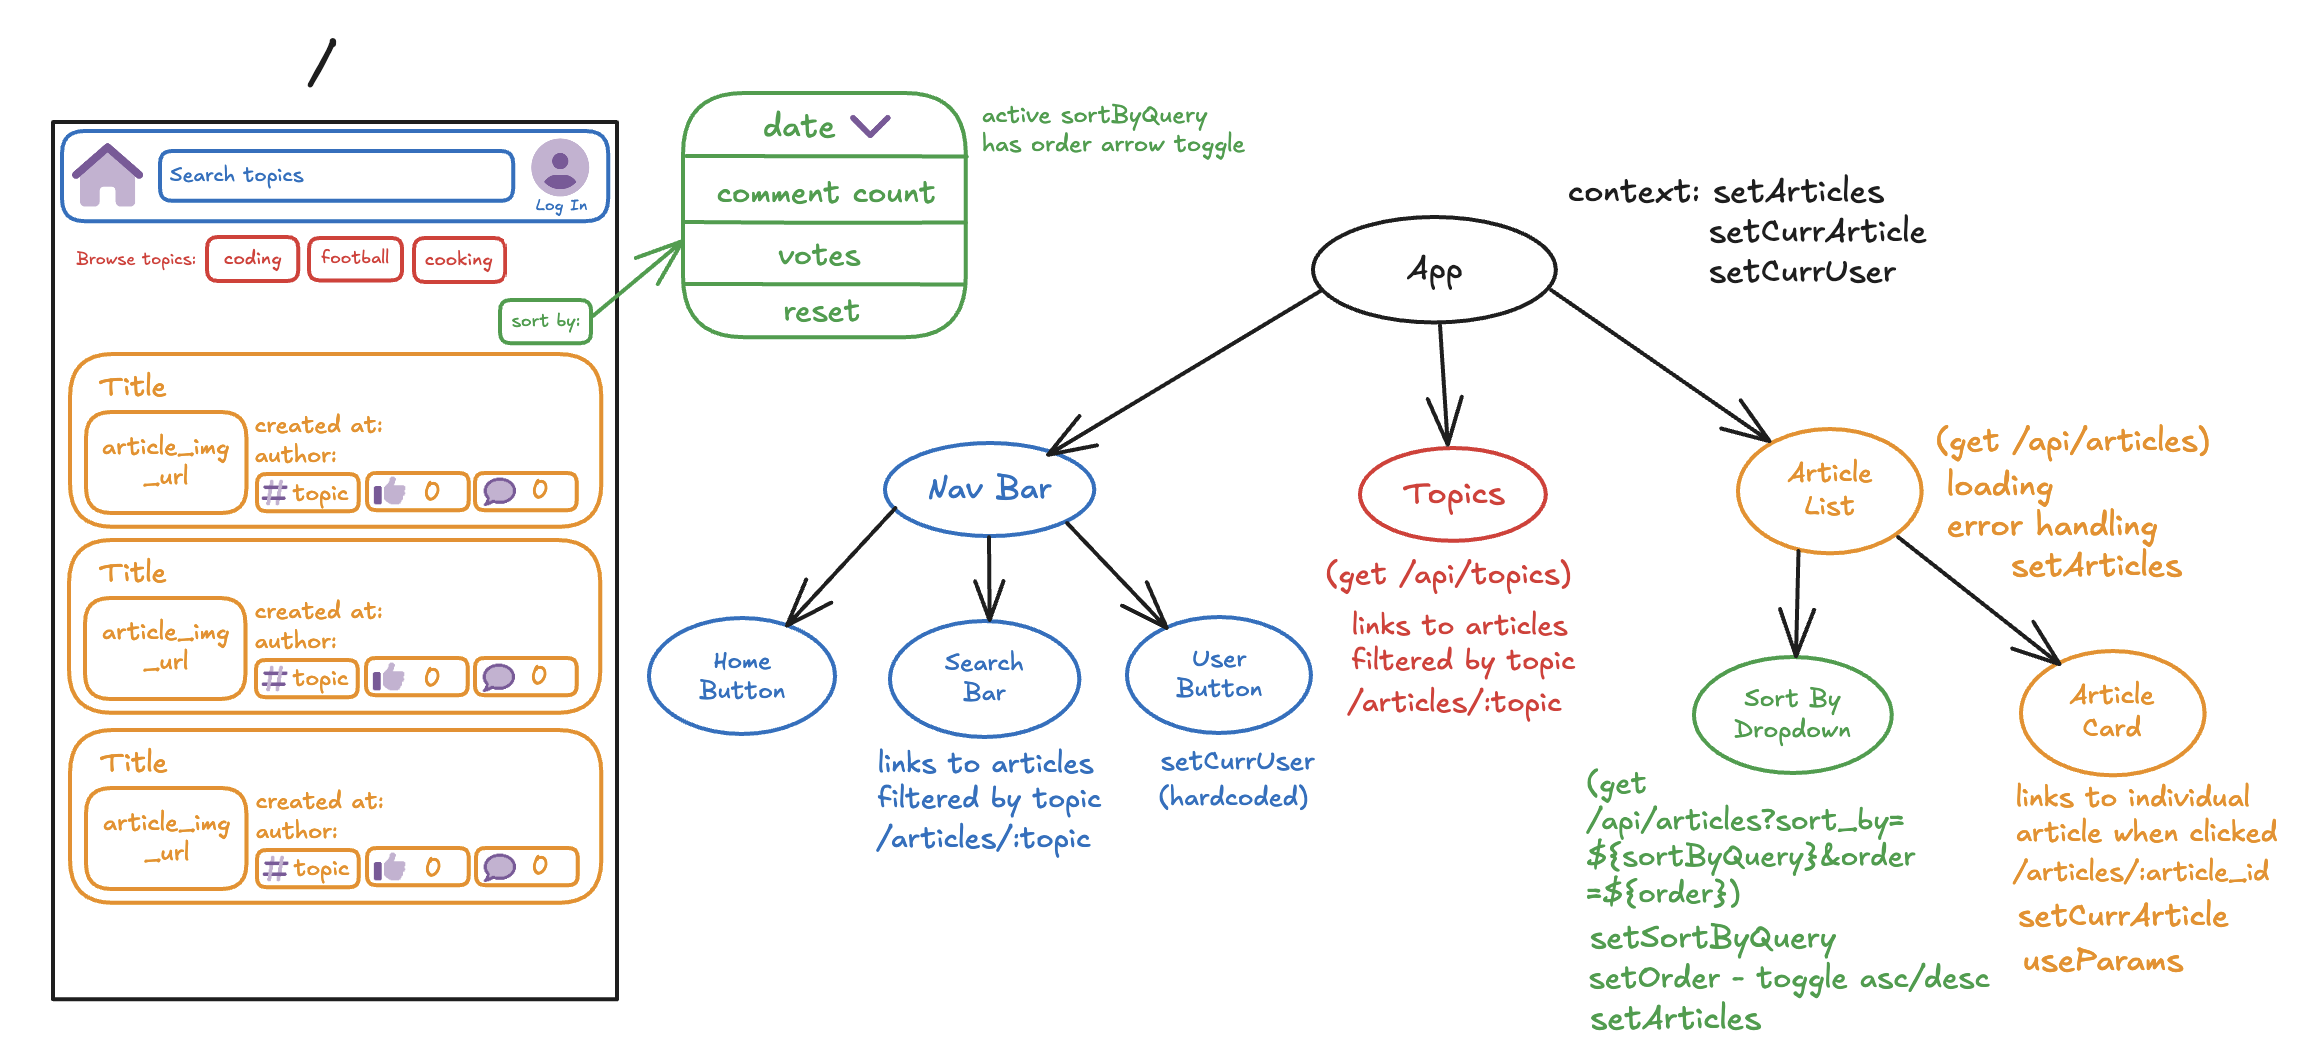 /
Search topics
Log In
Browse topics:
coding
football
cooking
sort by:
Title
article_img
_url
created at:
author:
# topic
0
0
Title
article_img
_url
created at:
author:
# topic
0
0
Title
article_img
_url
created at:
author:
# topic
0
0
date
comment count
votes
reset
active sortByQuery
has order arrow toggle
context: setArticles
setCurrArticle
setCurrUser
App
Nav Bar
Home
Button
Search
Bar
links to articles
filtered by topic
/articles/:topic
User
Button
setCurrUser
(hardcoded)
Topics
(get /api/topics)
links to articles
filtered by topic
/articles/:topic
Article
List
(get /api/articles)
loading
error handling
setArticles
Sort By
Dropdown
(get
/api/articles?sort_by=
${sortByQuery}&order
=${order})
setSortByQuery
setOrder - toggle asc/desc
setArticles
Article
Card
links to individual
article when clicked
/articles/:article_id
setCurrArticle
useParams